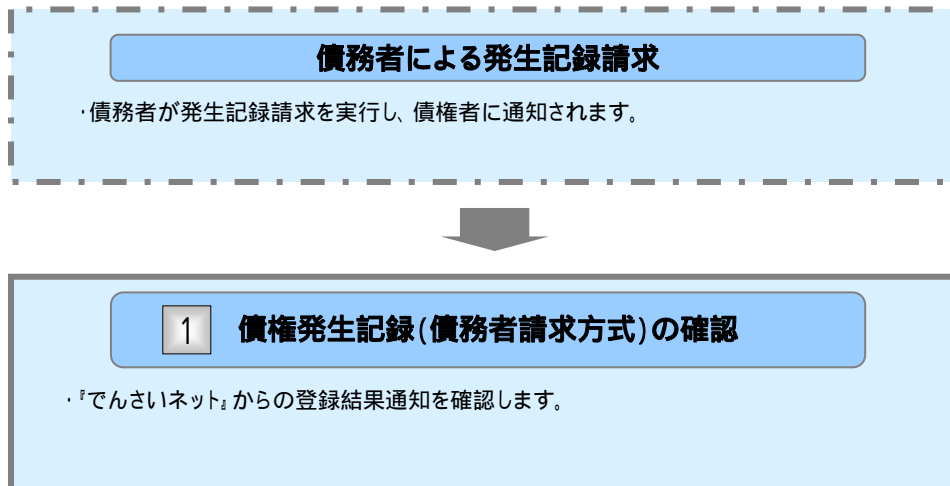 債務者による発生記録請求
・債務者が発生記録請求を実行し、債権者に通知されます。
1 債権発生記録(債務者請求方式)の確認
・『でんさいネット』からの登録結果通知を確認します。